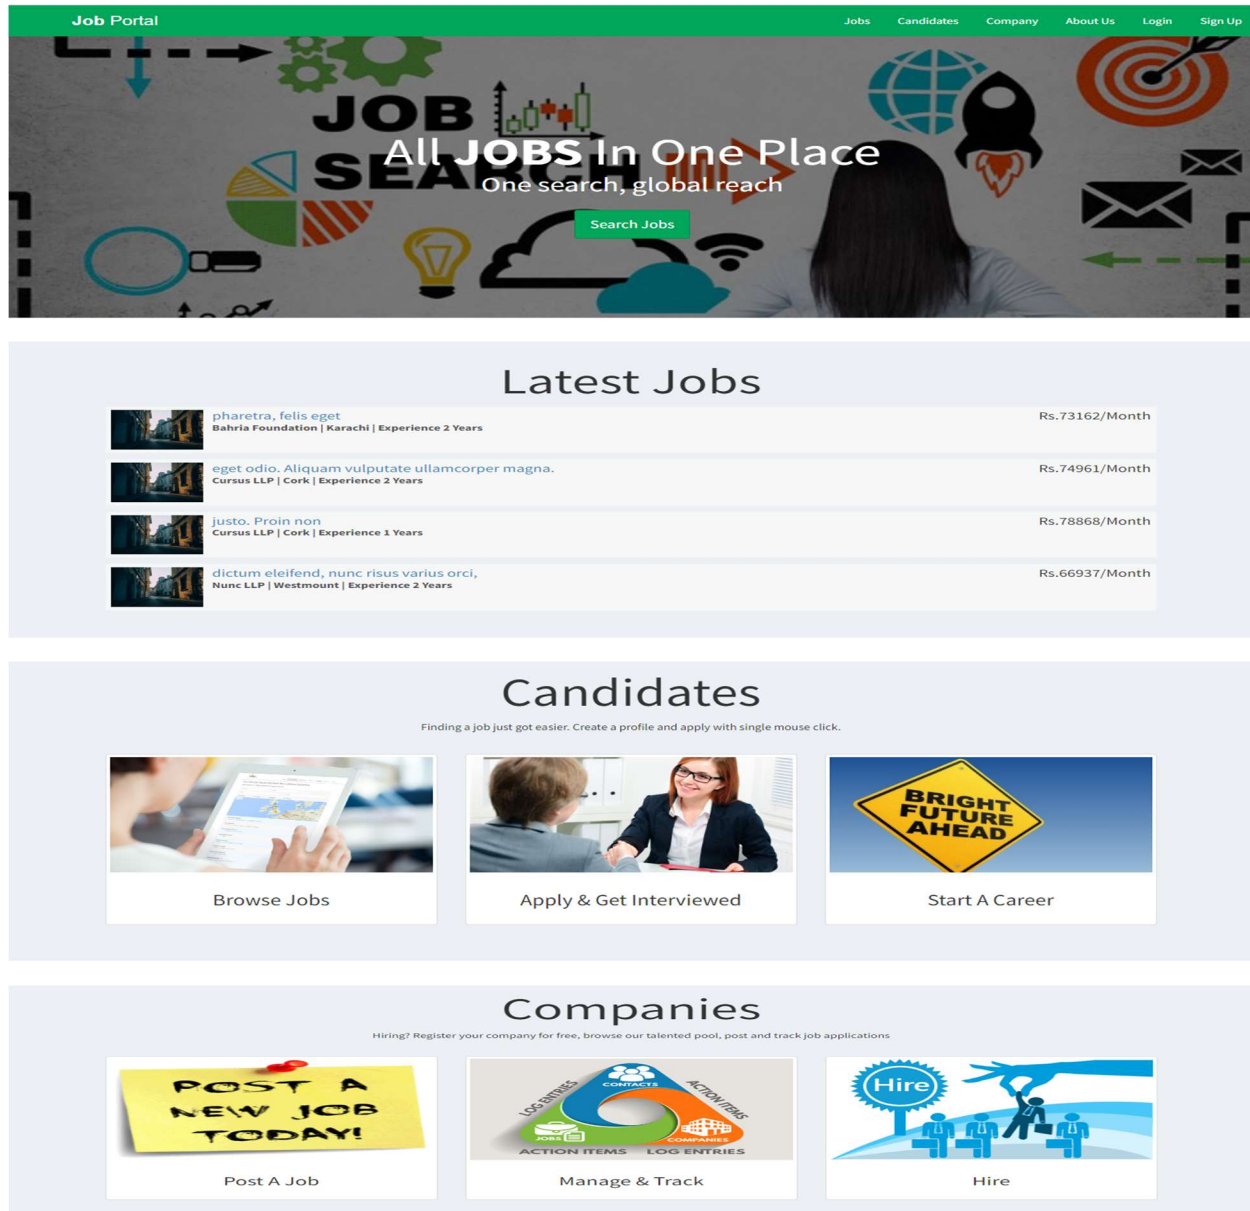 Job Portal
Jobs Candidates Company About Us Login Sign Up
JOB
SEARCH
All JOBS In One Place
One search, global reach
Search Jobs
Latest Jobs
pharetra, felis eget Rs.73162/Month
Bahria Foundation | Karachi | Experience 2 Years
eget odio. Aliquam vulputate ullamcorper magna. Rs.74961/Month
Cursus LLP | Cork | Experience 2 Years
justo. Proin non Rs.78868/Month
Cursus LLP | Cork | Experience 1 Years
dictum eleifend, nunc risus varius orci, Rs.66937/Month
Nunc LLP | Westmount | Experience 2 Years
Candidates
Finding a job just got easier. Create a profile and apply with single mouse click.
BRIGHT
FUTURE
AHEAD
Browse Jobs
Apply & Get Interviewed
Start A Career
Companies
Hiring? Register your company for free, browse our talented pool, post and track job applications
POST A
NEW JOB
TODAY!
CONTACTS
LOG ENTRIES
ACTION ITEMS
JOBS
COMPANIES
ACTION ITEMS LOG ENTRIES
Hire
Post A Job
Manage & Track
Hire